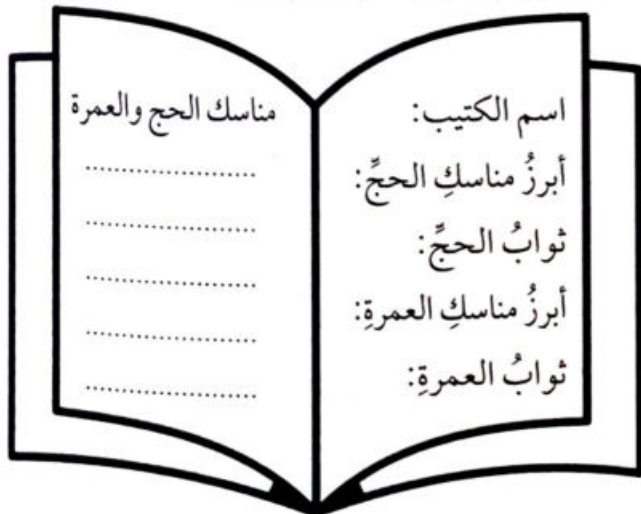 اسم الكتيب:
أبرزُ مناسكِ الحجِّ:
ثوابُ الحجِّ:
أبرزُ مناسكِ العمرةِ:
ثوابُ العمرةِ:
مناسك الحج والعمرة
......................
......................
......................
......................
......................